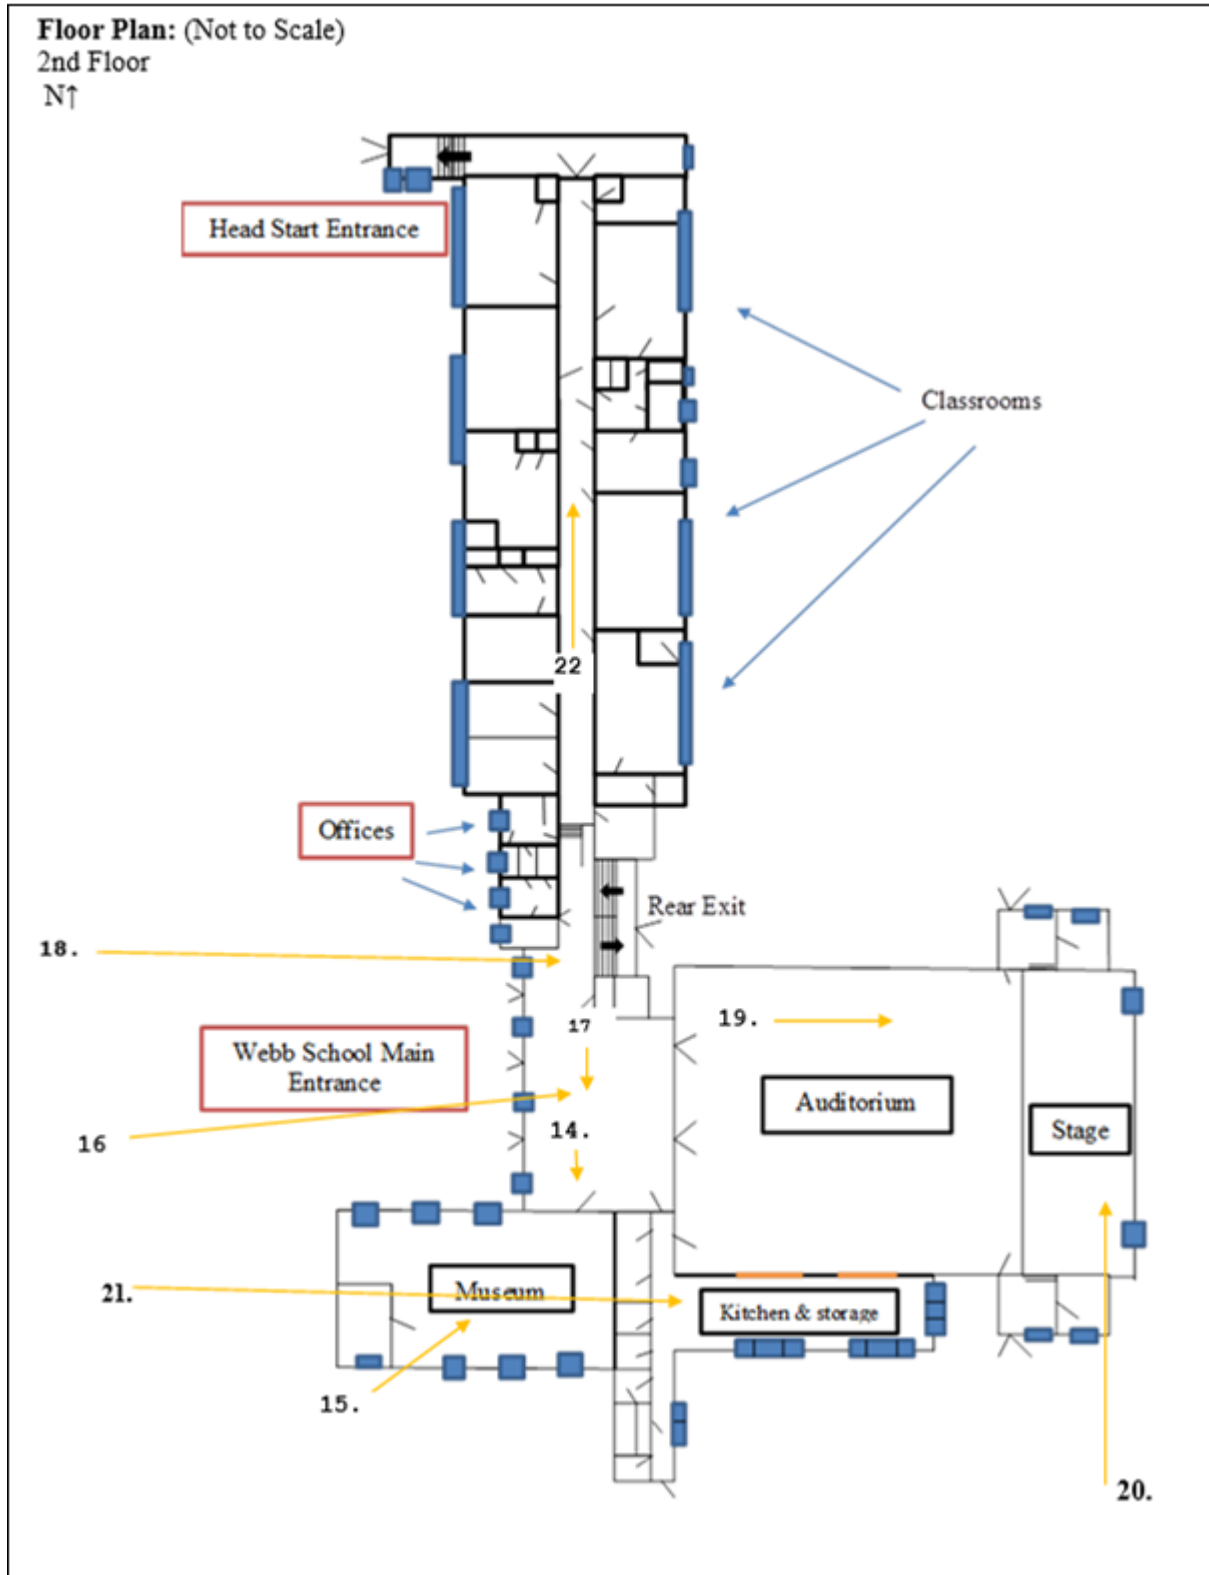 Floor Plan: (Not to Scale)
2nd Floor
N↑
Head Start Entrance
Classrooms
22
Offices
Rear Exit
18.
17
19.
Webb School Main
Entrance
Auditorium
16
14.
Stage
21.
Museum
Kitchen & storage
15.
20.